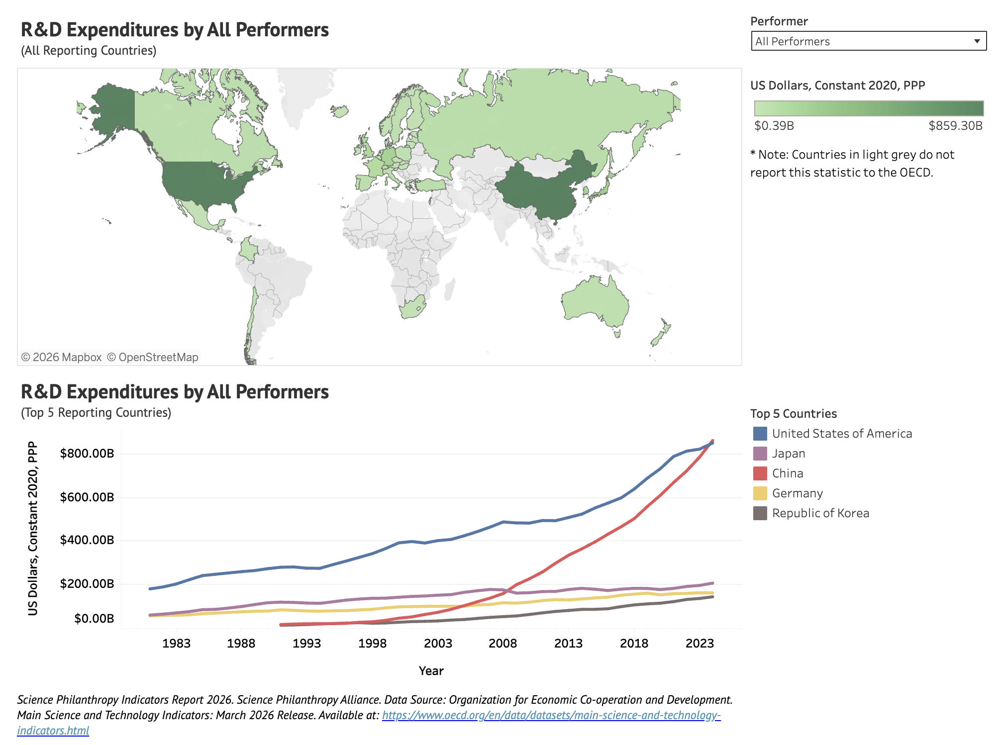 R&D Expenditures by All Performers
(All Reporting Countries)
Performer
All Performers
US Dollars, Constant 2020, PPP
$0.39B
$859.30B
* Note: Countries in light grey do not
report this statistic to the OECD.
© 2026 Mapbox © OpenStreetMap
R&D Expenditures by All Performers
(Top 5 Reporting Countries)
US Dollars, Constant 2020, PPP
$800.00B
$600.00B
$400.00B
$200.00B
$0.00B
1983
1988
1993
1998
2003
2008
2013
2018
2023
Year
Top 5 Countries
United States of America
Japan
China
Germany
Republic of Korea
Science Philanthropy Indicators Report 2026. Science Philanthropy Alliance. Data Source: Organization for Economic Co-operation and Development.
Main Science and Technology Indicators: March 2026 Release. Available at: https://www.oecd.org/en/data/datasets/main-science-and-technology-
indicators.html